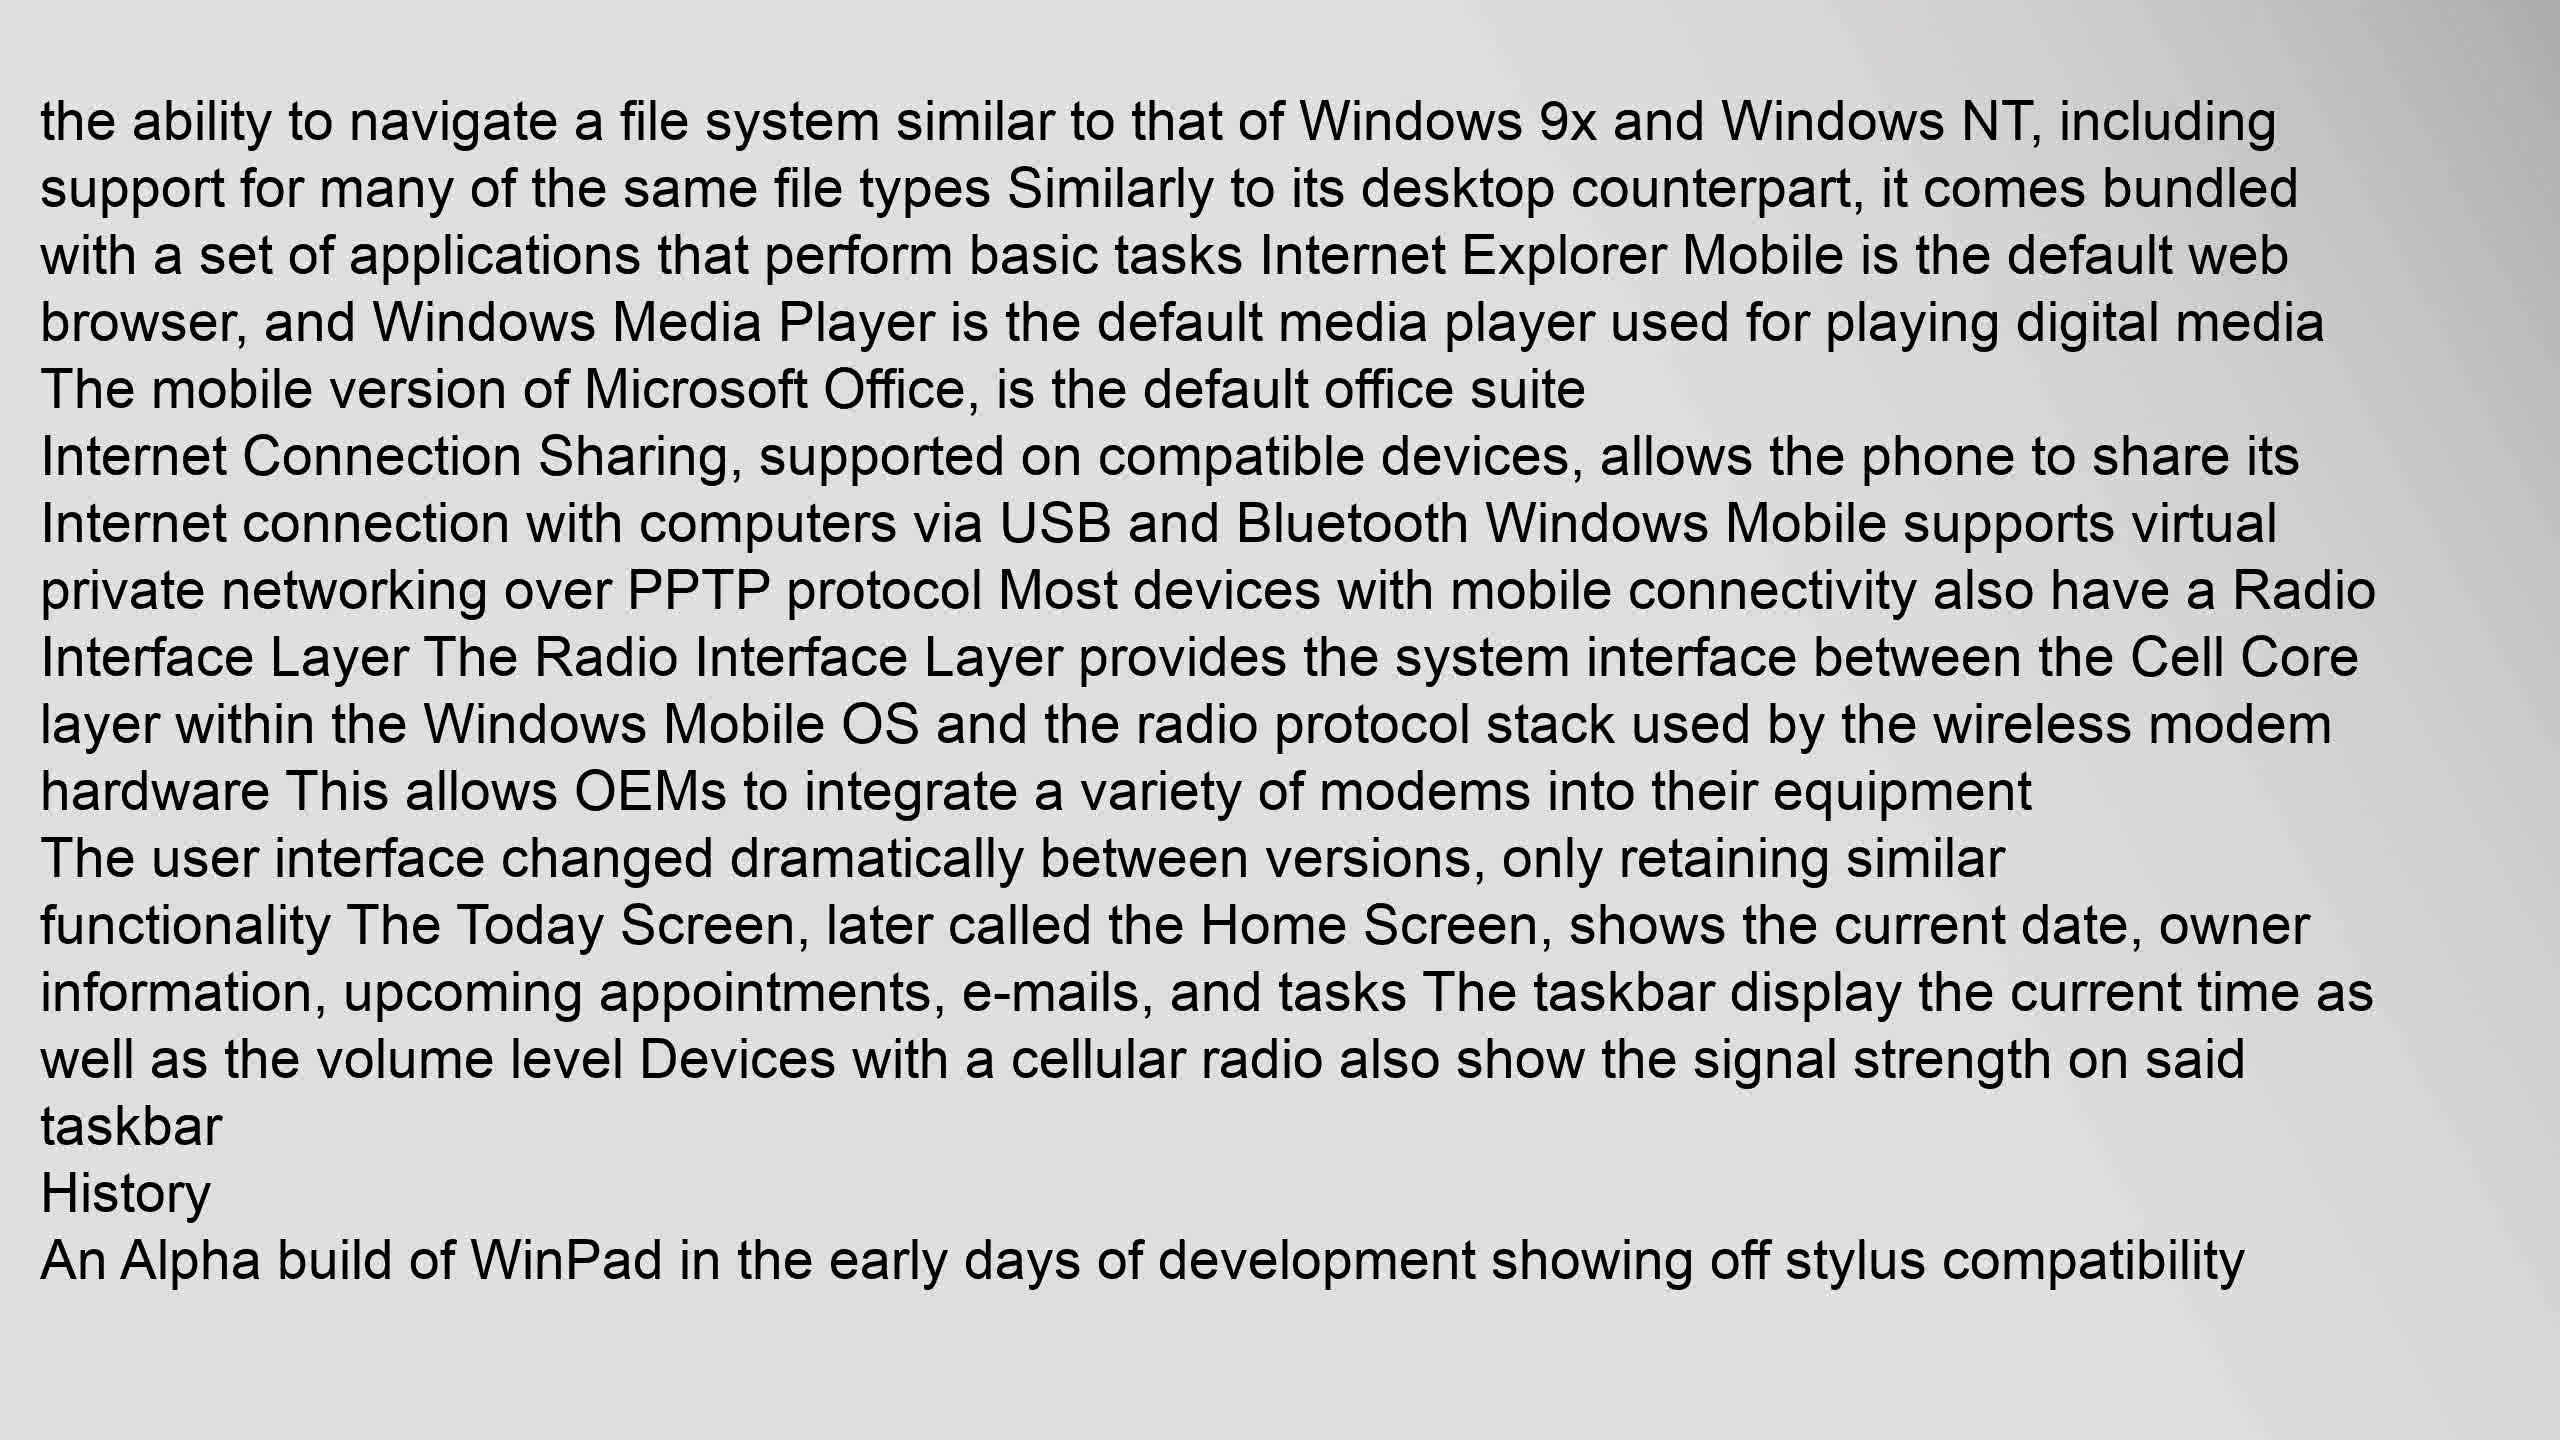 the ability to navigate a file system similar to that of Windows 9x and Windows NT, including
support for many of the same file types Similarly to its desktop counterpart, it comes bundled
with a set of applications that perform basic tasks Internet Explorer Mobile is the default web
browser, and Windows Media Player is the default media player used for playing digital media
The mobile version of Microsoft Office, is the default office suite
Internet Connection Sharing, supported on compatible devices, allows the phone to share its
Internet connection with computers via USB and Bluetooth Windows Mobile supports virtual
private networking over PPTP protocol Most devices with mobile connectivity also have a Radio
Interface Layer The Radio Interface Layer provides the system interface between the Cell Core
layer within the Windows Mobile OS and the radio protocol stack used by the wireless modem
hardware This allows OEMs to integrate a variety of modems into their equipment
The user interface changed dramatically between versions, only retaining similar
functionality The Today Screen, later called the Home Screen, shows the current date, owner
information, upcoming appointments, e-mails, and tasks The taskbar display the current time as
well as the volume level Devices with a cellular radio also show the signal strength on said
taskbar
History
An Alpha build of WinPad in the early days of development showing off stylus compatibility